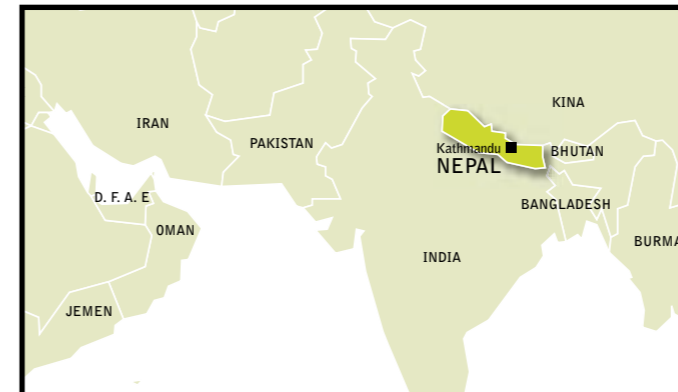 KINA
IRAN
PAKISTAN
Kathmandu
NEPAL
BHUTAN
D. F. A. E
BANGLADESH
OMAN
BURMA
INDIA
JEMEN